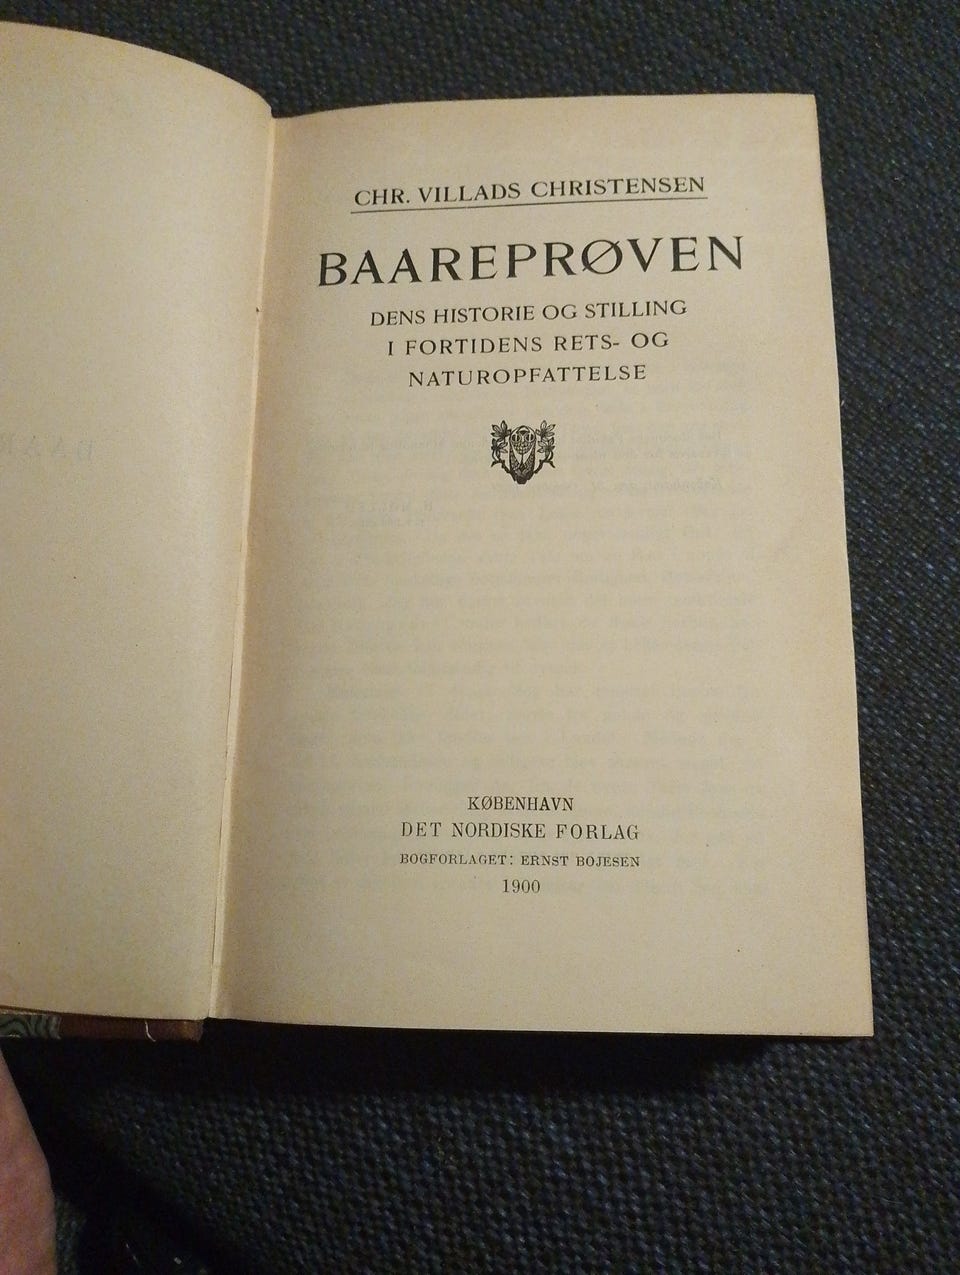 CHR. VILLADS CHRISTENSEN
BAAREPRØVEN
DENS HISTORIE OG STILLING
I FORTIDENS RETS- OG
NATUROPFATTELSE
KØBENHAVN
DET NORDISKE FORLAG
BOGFORLAGET: ERNST BOJESEN
1900